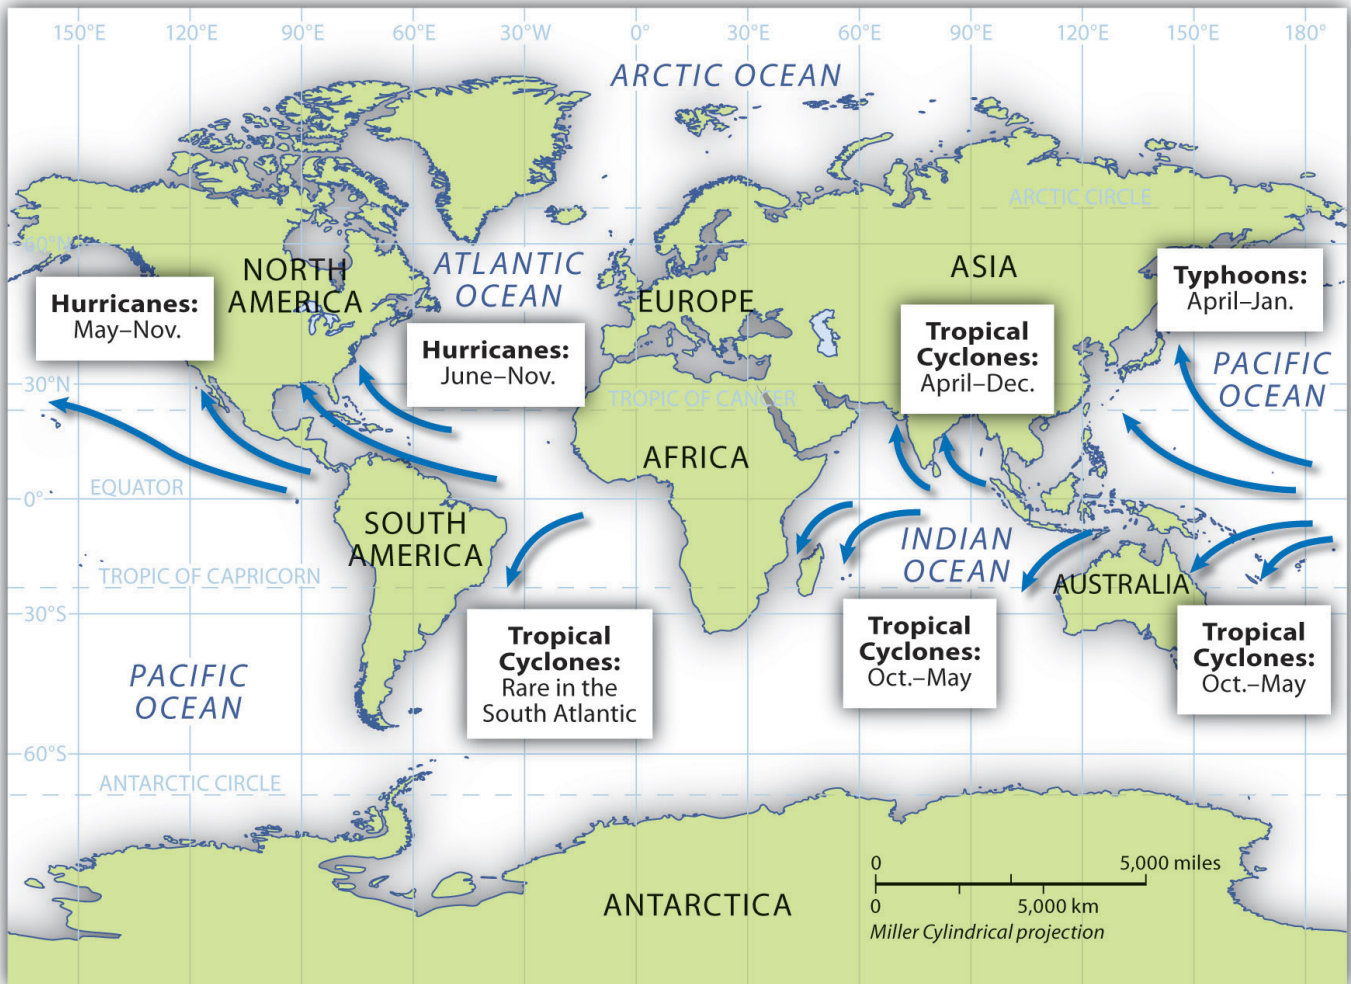 150°E 120°E 90°E 60°E 30°W 0° 30°E 60°E 90°E 120°E 150°E 180°
ARCTIC OCEAN
ARCTIC CIRCLE
60°N
NORTH
AMERICA
ATLANTIC
OCEAN
EUROPE
ASIA
Hurricanes:
May–Nov.
Hurricanes:
June–Nov.
Tropical
Cyclones:
April–Dec.
Typhoons:
April–Jan.
PACIFIC
OCEAN
30°N
TROPIC OF CANCER
AFRICA
EQUATOR
0°
SOUTH
AMERICA
INDIAN
OCEAN
AUSTRALIA
TROPIC OF CAPRICORN
30°S
PACIFIC
OCEAN
Tropical
Cyclones:
Rare in the
South Atlantic
Tropical
Cyclones:
Oct.–May
Tropical
Cyclones:
Oct.–May
60°S
ANTARCTIC CIRCLE
ANTARCTICA
0 5,000 miles
0 5,000 km
Miller Cylindrical projection